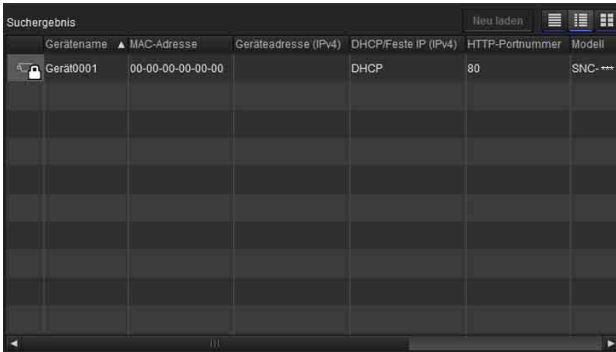 Suchergebnis Neu laden
Gerätename ▲ MAC-Adresse Geräteadresse (IPv4) DHCP/Feste IP (IPv4) HTTP-Portnummer Modell
Gerät0001 00-00-00-00-00-00 DHCP 80 SNC- ***